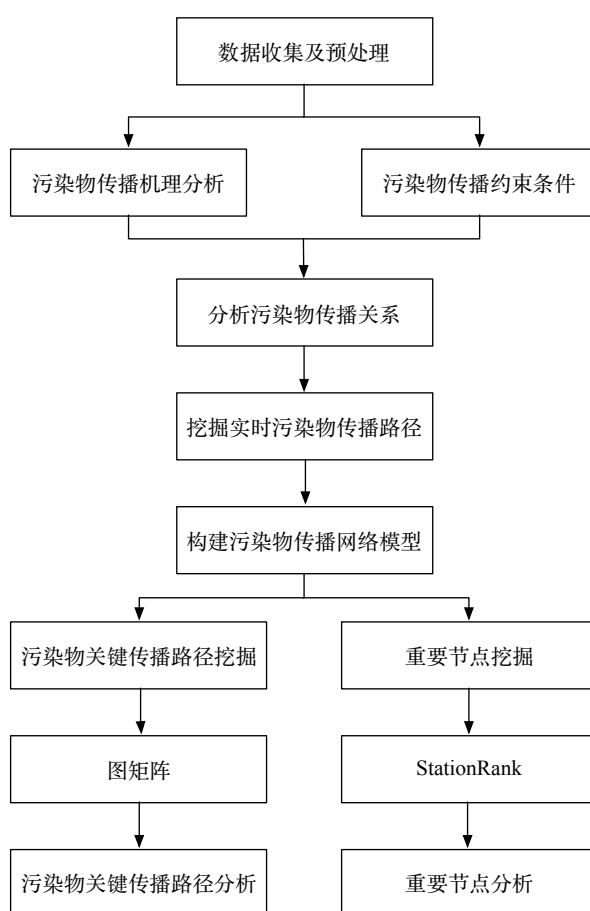 数据收集及预处理
污染物传播机理分析
污染物传播约束条件
分析污染物传播关系
挖掘实时污染物传播路径
构建污染物传播网络模型
污染物关键传播路径挖掘
重要节点挖掘
图矩阵
StationRank
污染物关键传播路径分析
重要节点分析